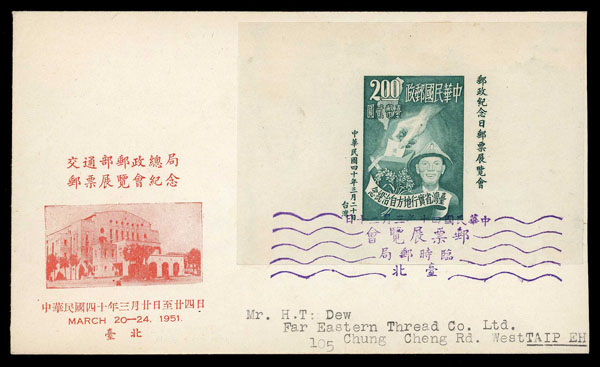 交通部郵政總局
郵票展覽會紀念
中華民國四十年三月廿日至廿四日
MARCH 20-24. 1951.
臺北
中華民國郵政
200
圓
臺灣省實行地方自治紀念
郵政紀念日郵票展覽會
中華民國四十年三月二十日
台灣
郵票展覽會
臨時郵局
臺北
Mr. H.T: Dew
Far Eastern Thread Co. Ltd.
105 Chung Cheng Rd. West TAIP EH